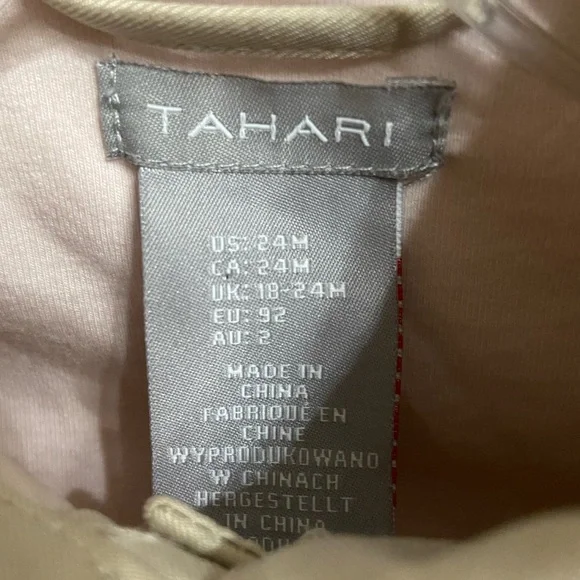 TAHARI
US: 24M
CA: 24M
UK: 18-24M
EU: 92
AU: 2
MADE IN
CHINA
FABRIQUÉ EN
CHINE
WYPRODUKOWANO
W CHINACH
HERGESTELLT
IN CHINA